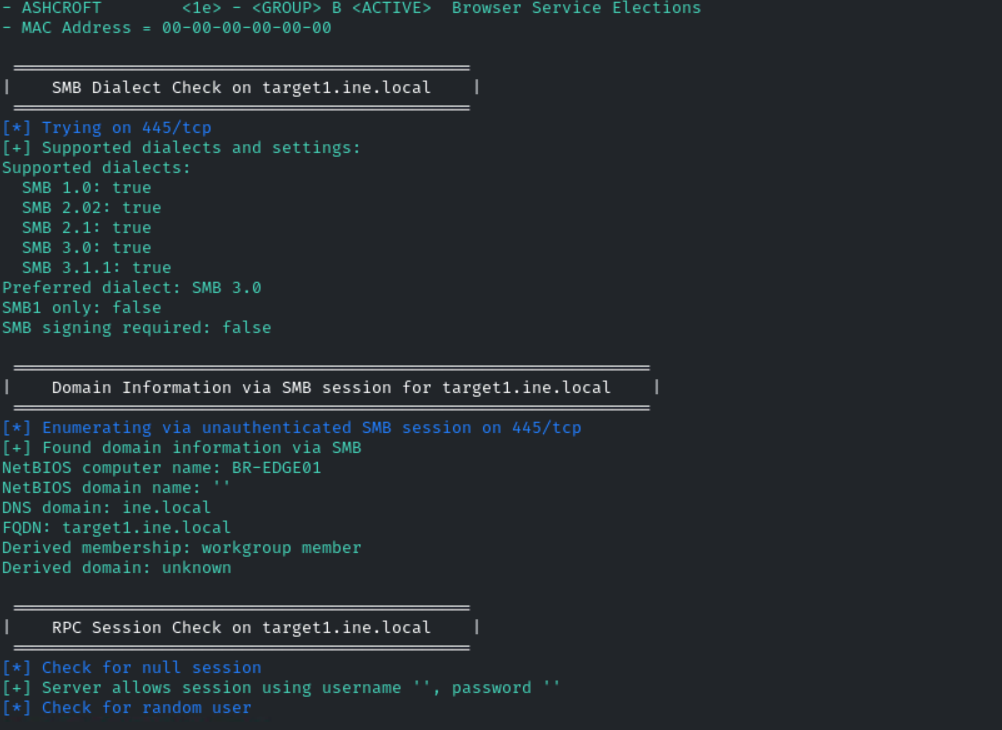 - ASHCROFT        <1e> - <GROUP> B <ACTIVE>  Browser Service Elections
- MAC Address = 00-00-00-00-00-00
|    SMB Dialect Check on target1.ine.local    |
[*] Trying on 445/tcp
[+] Supported dialects and settings:
Supported dialects:
  SMB 1.0: true
  SMB 2.02: true
  SMB 2.1: true
  SMB 3.0: true
  SMB 3.1.1: true
Preferred dialect: SMB 3.0
SMB1 only: false
SMB signing required: false
|    Domain Information via SMB session for target1.ine.local    |
[*] Enumerating via unauthenticated SMB session on 445/tcp
[+] Found domain information via SMB
NetBIOS computer name: BR-EDGE01
NetBIOS domain name: ''
DNS domain: ine.local
FQDN: target1.ine.local
Derived membership: workgroup member
Derived domain: unknown
|    RPC Session Check on target1.ine.local    |
[*] Check for null session
[+] Server allows session using username '', password ''
[*] Check for random user